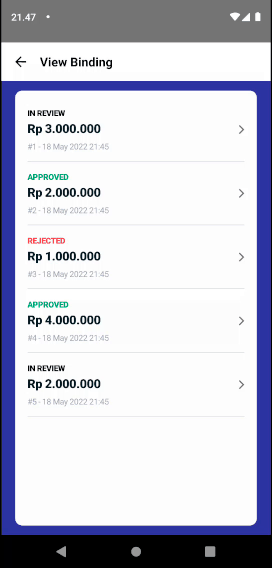 21.47
View Binding
IN REVIEW
Rp 3.000.000
#1 - 18 May 2022 21:45
APPROVED
Rp 2.000.000
#2 - 18 May 2022 21:45
REJECTED
Rp 1.000.000
#3 - 18 May 2022 21:45
APPROVED
Rp 4.000.000
#4 - 18 May 2022 21:45
IN REVIEW
Rp 2.000.000
#5 - 18 May 2022 21:45